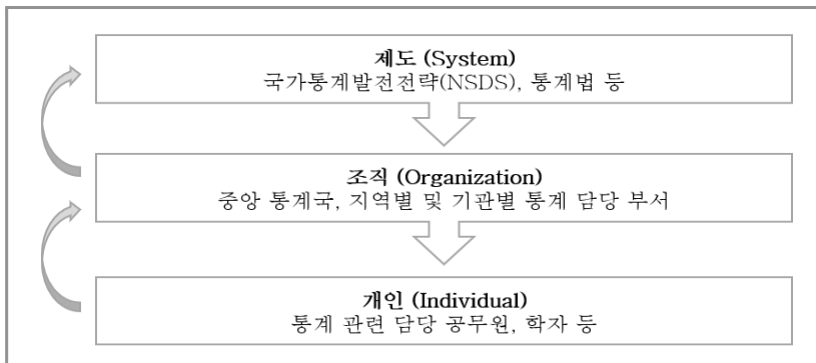 제도 (System)
국가통계발전전략(NSDS), 통계법 등
조직 (Organization)
중앙 통계국, 지역별 및 기관별 통계 담당 부서
개인 (Individual)
통계 관련 담당 공무원, 학자 등